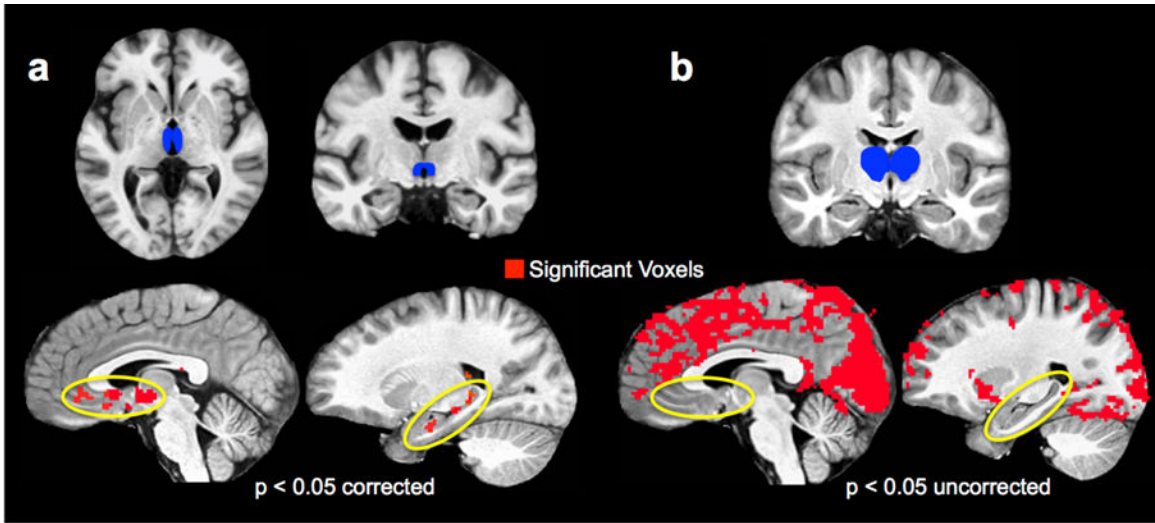 a
b
Significant Voxels
p < 0.05 corrected
p < 0.05 uncorrected